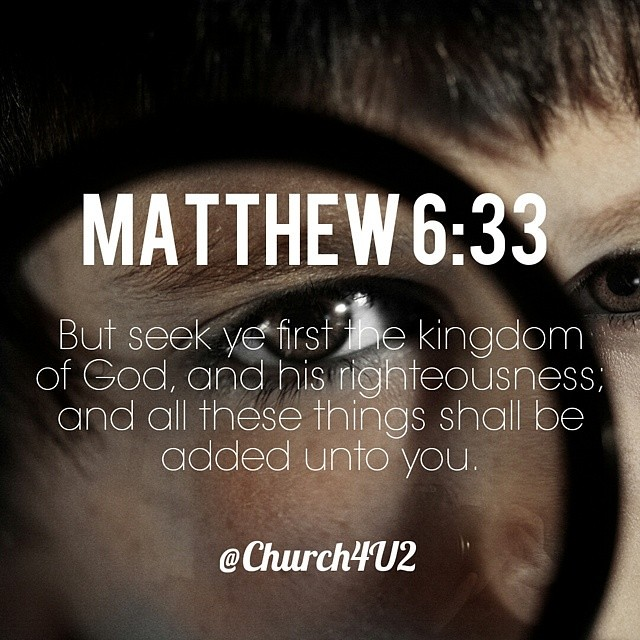 MATTHEW 6:33
But seek ye first the kingdom
of God, and his righteousness;
and all these things shall be
added unto you.
@Church4U2